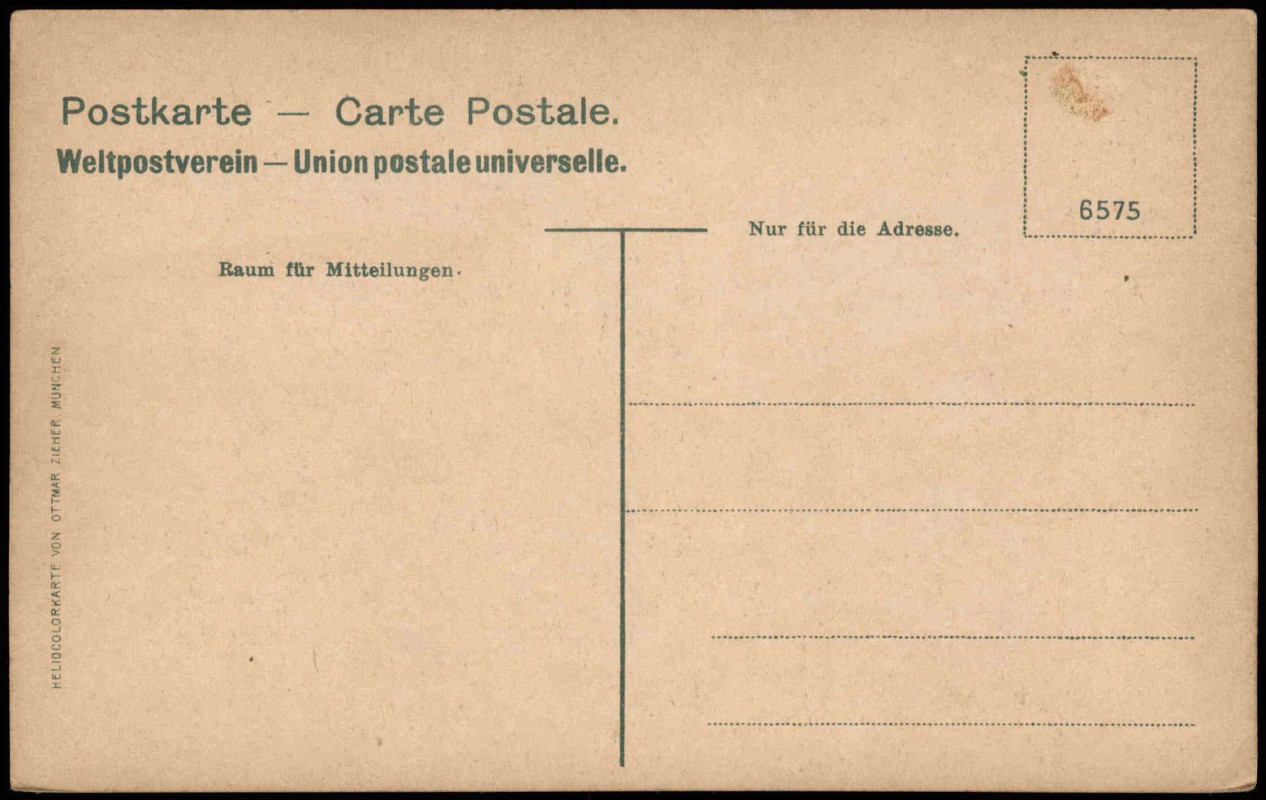 Postkarte — Carte Postale.
Weltpostverein — Union postale universelle.
6575
Nur für die Adresse.
Raum für Mitteilungen.
HELIOCOLORKARTE VON OTTMAR ZIEHER, MÜNCHEN